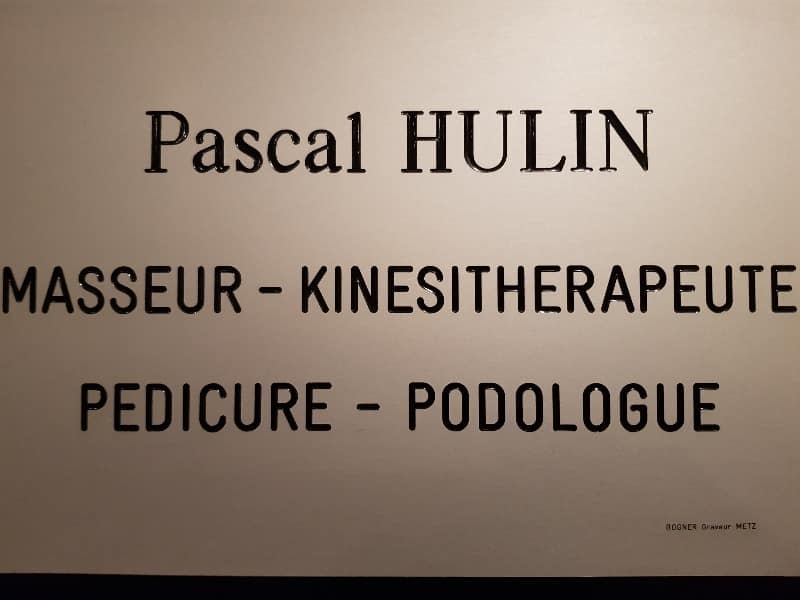 Pascal HULIN
MASSEUR - KINESITHERAPEUTE
PEDICURE - PODOLOGUE
BOGNER Graveur METZ